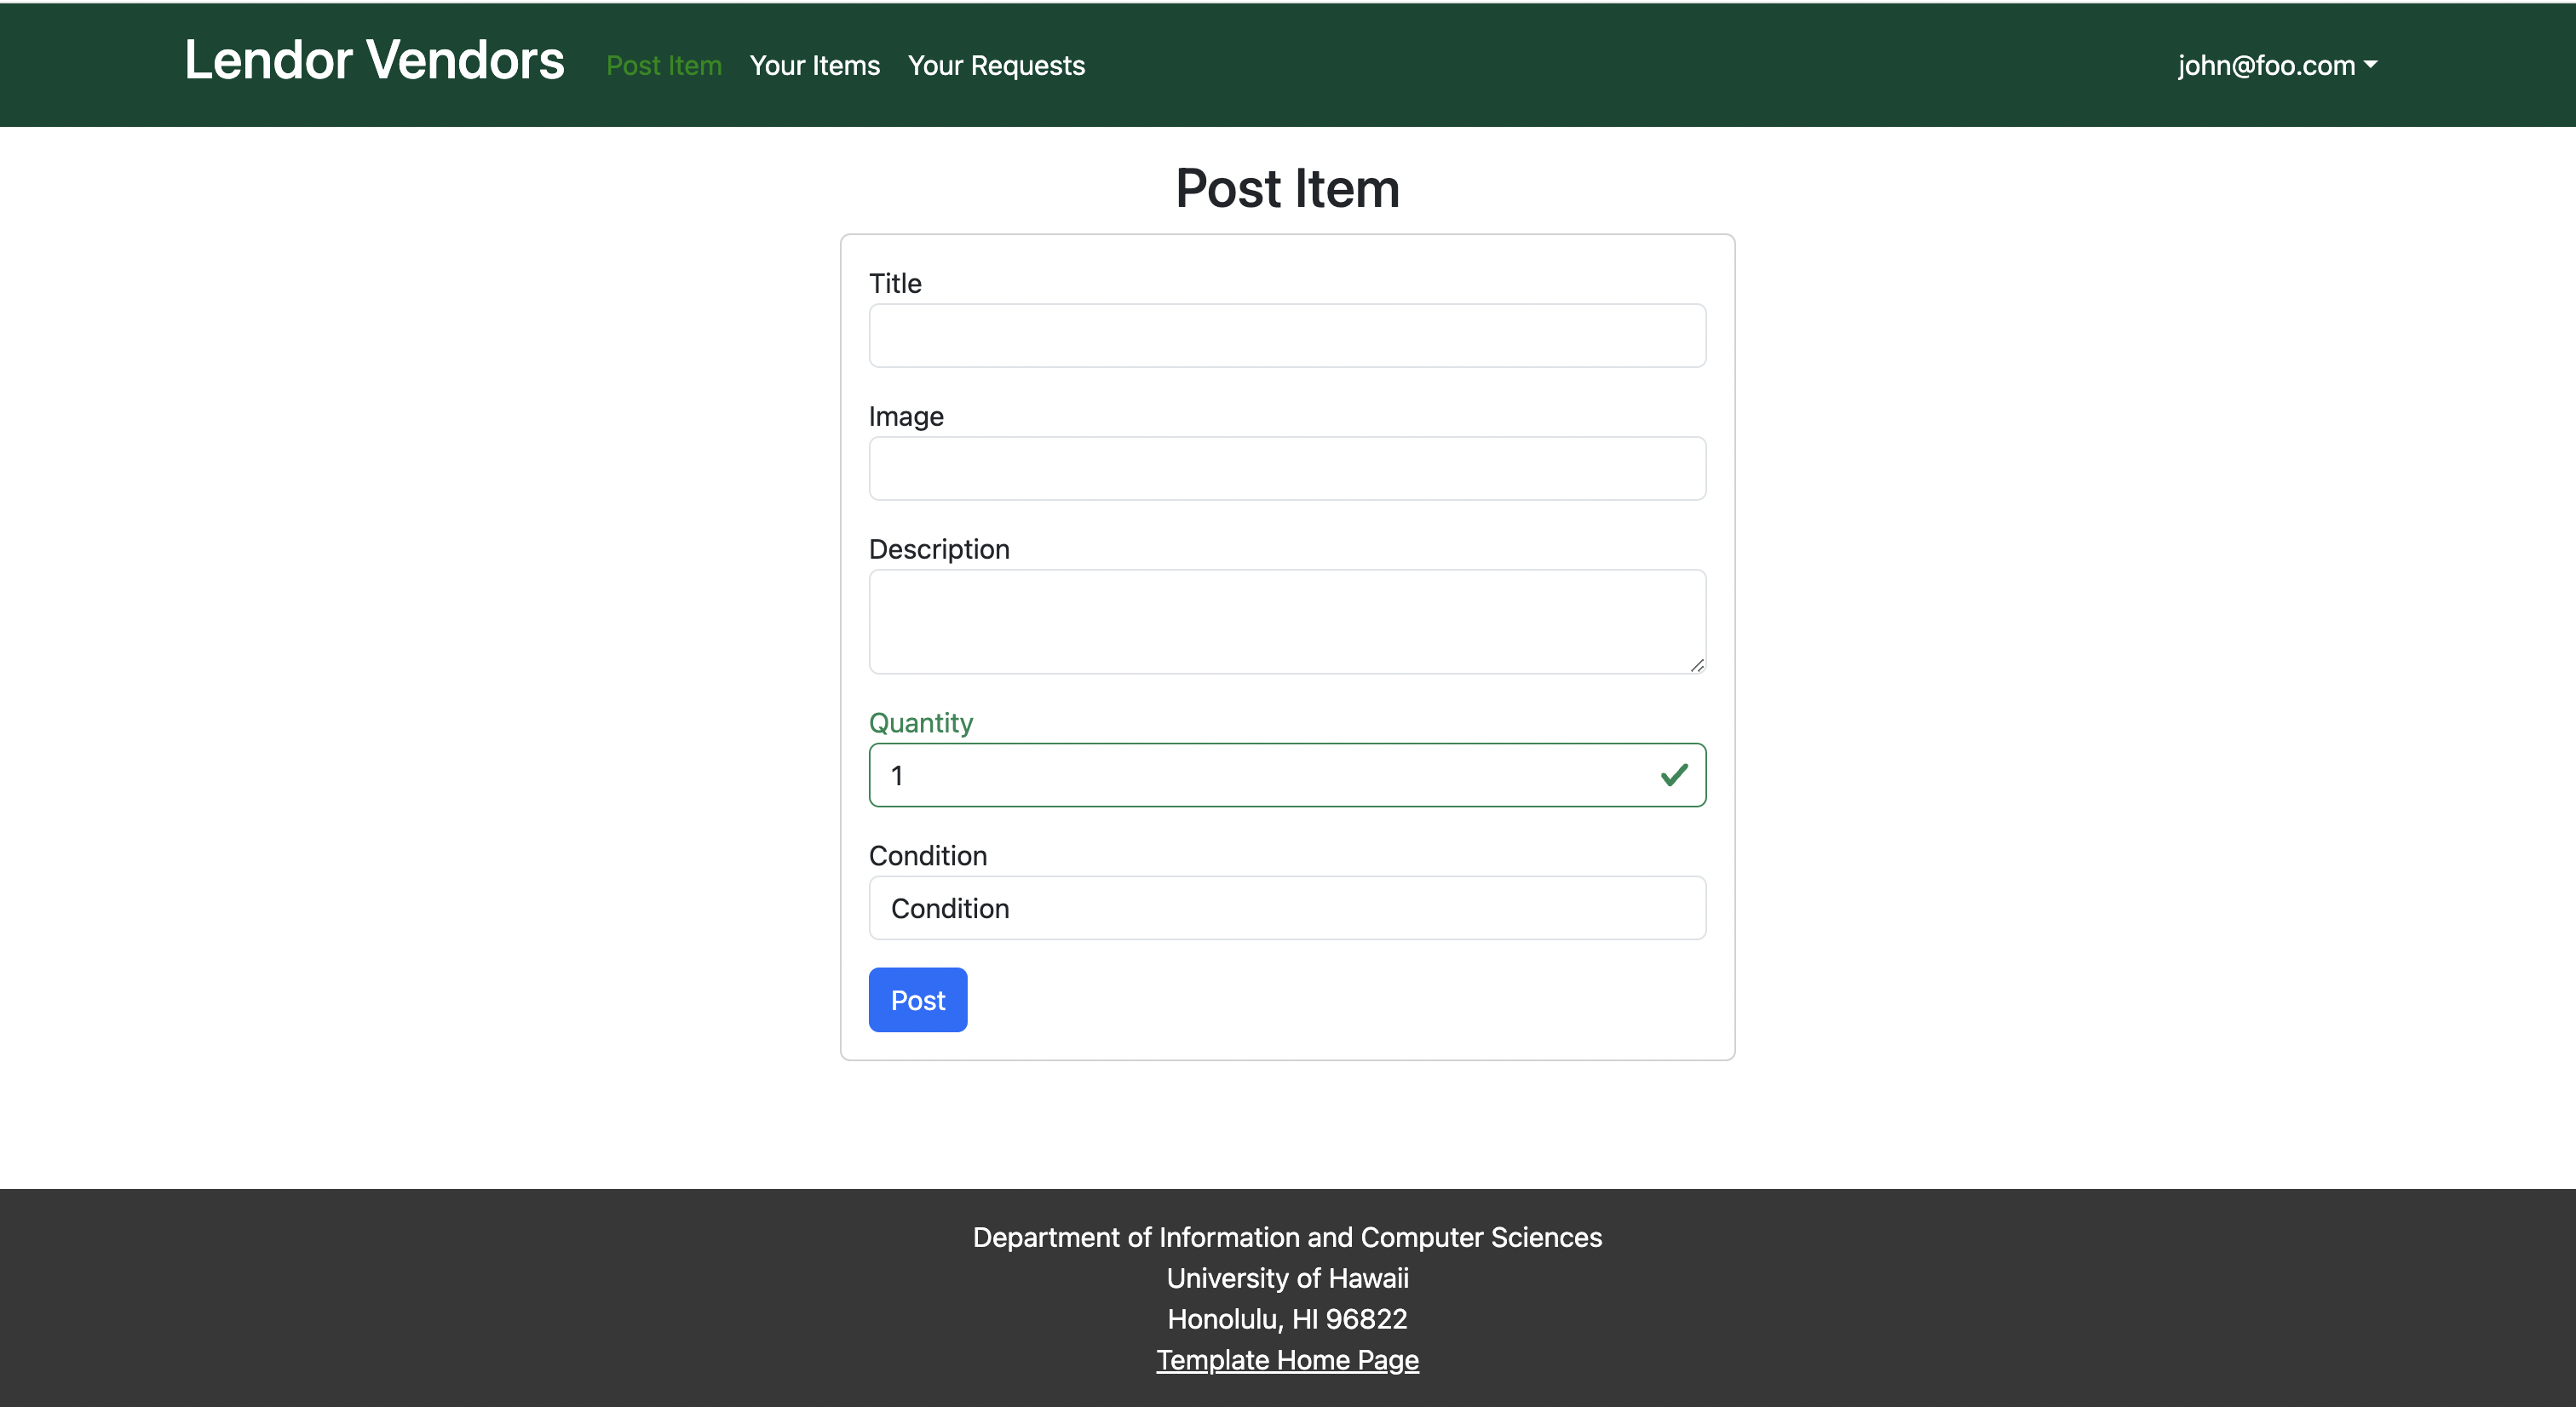 Lendor Vendors Post Item Your Items Your Requests john@foo.com
Post Item
Title
Image
Description
Quantity
1
Condition
Condition
Post
Department of Information and Computer Sciences
University of Hawaii
Honolulu, HI 96822
Template Home Page